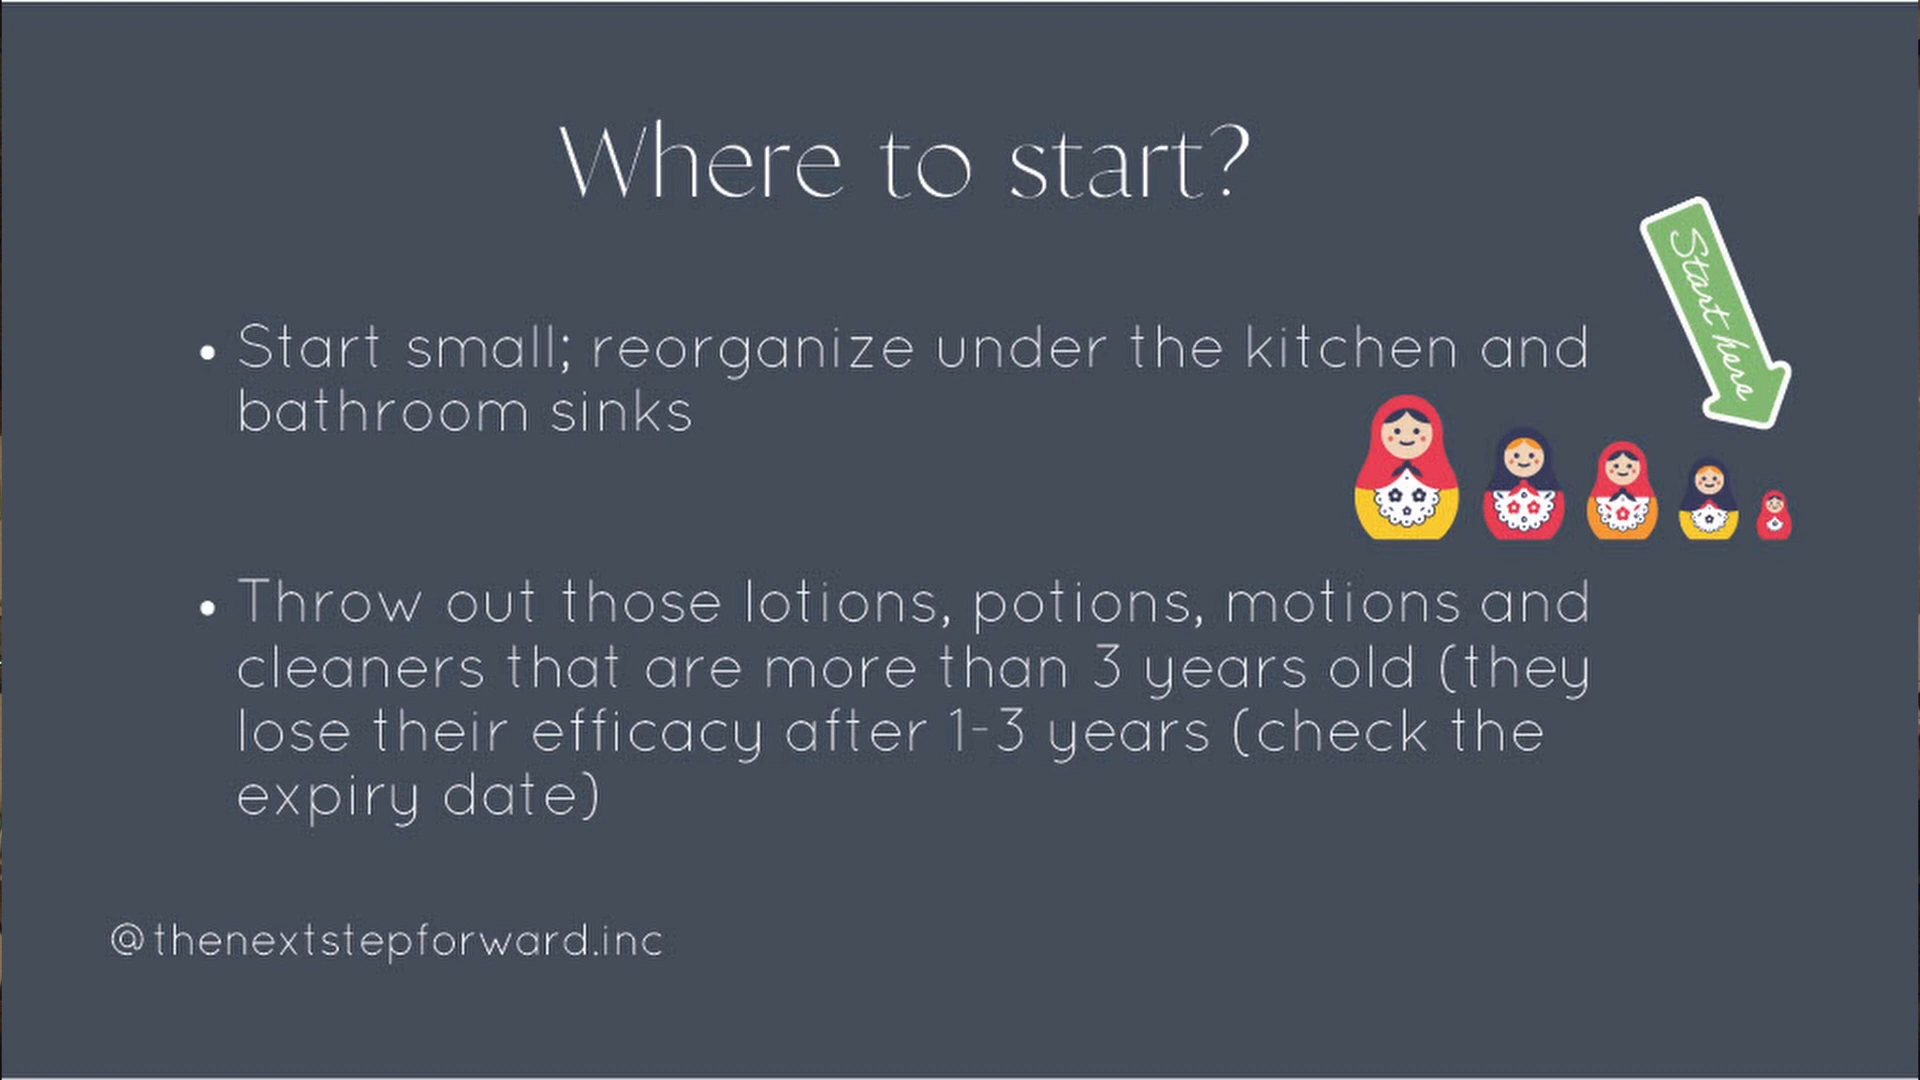 Where to start?
Start here
• Start small; reorganize under the kitchen and
bathroom sinks
• Throw out those lotions, potions, motions and
cleaners that are more than 3 years old (they
lose their efficacy after 1-3 years (check the
expiry date)
@thenextstepforward.inc